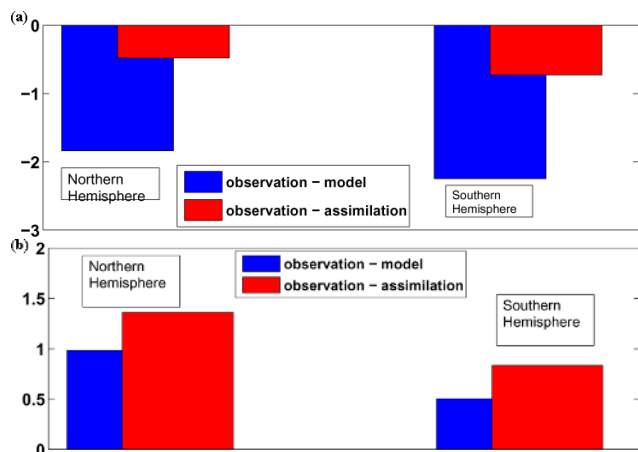 (a)
0
−1
−2
−3
Northern
Hemisphere
observation − model
observation − assimilation
Southern
Hemisphere
(b)
2
1.5
1
0.5
0
Northern
Hemisphere
observation − model
observation − assimilation
Southern
Hemisphere